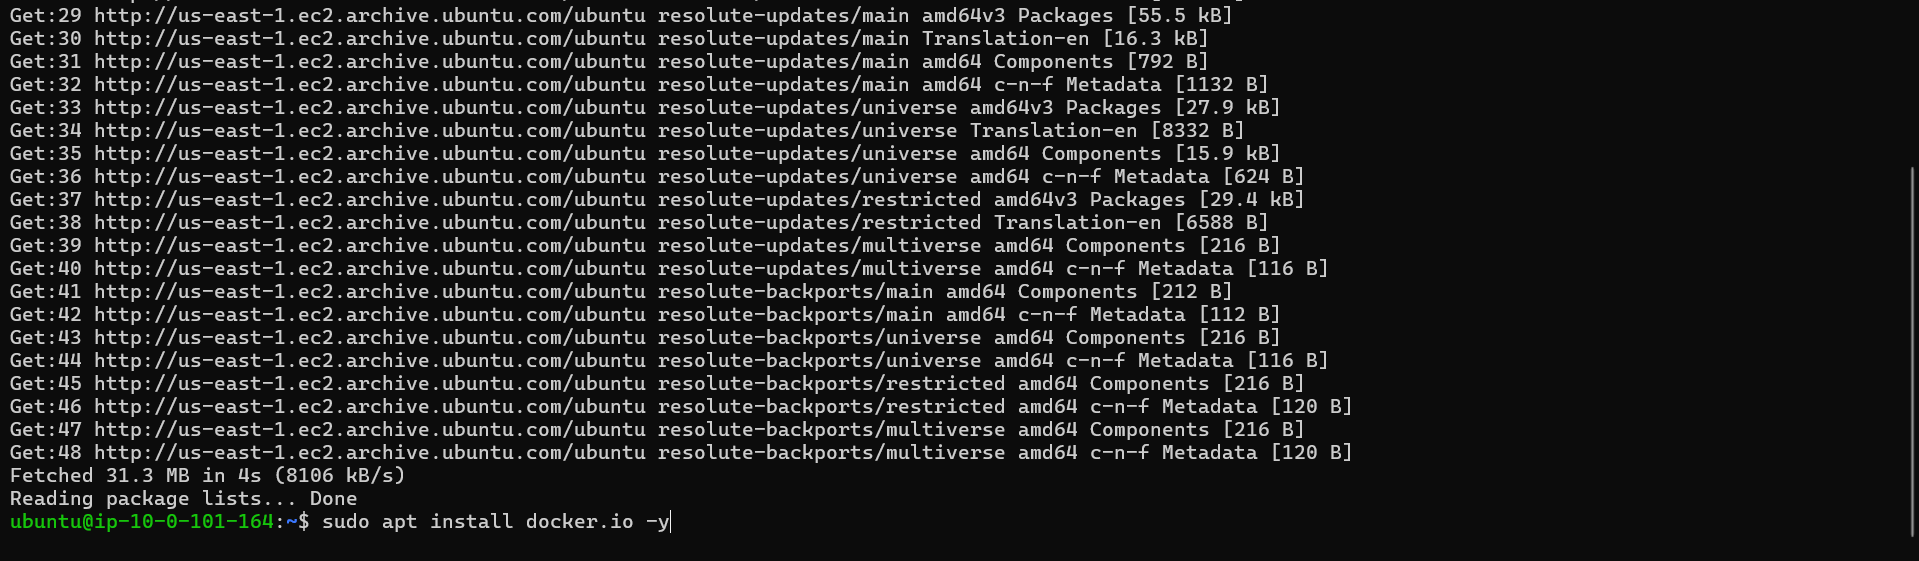 Get:29 http://us-east-1.ec2.archive.ubuntu.com/ubuntu resolute-updates/main amd64v3 Packages [55.5 kB]
Get:30 http://us-east-1.ec2.archive.ubuntu.com/ubuntu resolute-updates/main Translation-en [16.3 kB]
Get:31 http://us-east-1.ec2.archive.ubuntu.com/ubuntu resolute-updates/main amd64 Components [792 B]
Get:32 http://us-east-1.ec2.archive.ubuntu.com/ubuntu resolute-updates/main amd64 c-n-f Metadata [1132 B]
Get:33 http://us-east-1.ec2.archive.ubuntu.com/ubuntu resolute-updates/universe amd64v3 Packages [27.9 kB]
Get:34 http://us-east-1.ec2.archive.ubuntu.com/ubuntu resolute-updates/universe Translation-en [8332 B]
Get:35 http://us-east-1.ec2.archive.ubuntu.com/ubuntu resolute-updates/universe amd64 Components [15.9 kB]
Get:36 http://us-east-1.ec2.archive.ubuntu.com/ubuntu resolute-updates/universe amd64 c-n-f Metadata [624 B]
Get:37 http://us-east-1.ec2.archive.ubuntu.com/ubuntu resolute-updates/restricted amd64v3 Packages [29.4 kB]
Get:38 http://us-east-1.ec2.archive.ubuntu.com/ubuntu resolute-updates/restricted Translation-en [6588 B]
Get:39 http://us-east-1.ec2.archive.ubuntu.com/ubuntu resolute-updates/multiverse amd64 Components [216 B]
Get:40 http://us-east-1.ec2.archive.ubuntu.com/ubuntu resolute-updates/multiverse amd64 c-n-f Metadata [116 B]
Get:41 http://us-east-1.ec2.archive.ubuntu.com/ubuntu resolute-backports/main amd64 Components [212 B]
Get:42 http://us-east-1.ec2.archive.ubuntu.com/ubuntu resolute-backports/main amd64 c-n-f Metadata [112 B]
Get:43 http://us-east-1.ec2.archive.ubuntu.com/ubuntu resolute-backports/universe amd64 Components [216 B]
Get:44 http://us-east-1.ec2.archive.ubuntu.com/ubuntu resolute-backports/universe amd64 c-n-f Metadata [116 B]
Get:45 http://us-east-1.ec2.archive.ubuntu.com/ubuntu resolute-backports/restricted amd64 Components [216 B]
Get:46 http://us-east-1.ec2.archive.ubuntu.com/ubuntu resolute-backports/restricted amd64 c-n-f Metadata [120 B]
Get:47 http://us-east-1.ec2.archive.ubuntu.com/ubuntu resolute-backports/multiverse amd64 Components [216 B]
Get:48 http://us-east-1.ec2.archive.ubuntu.com/ubuntu resolute-backports/multiverse amd64 c-n-f Metadata [120 B]
Fetched 31.3 MB in 4s (8106 kB/s)
Reading package lists... Done
ubuntu@ip-10-0-101-164:~$ sudo apt install docker.io -y